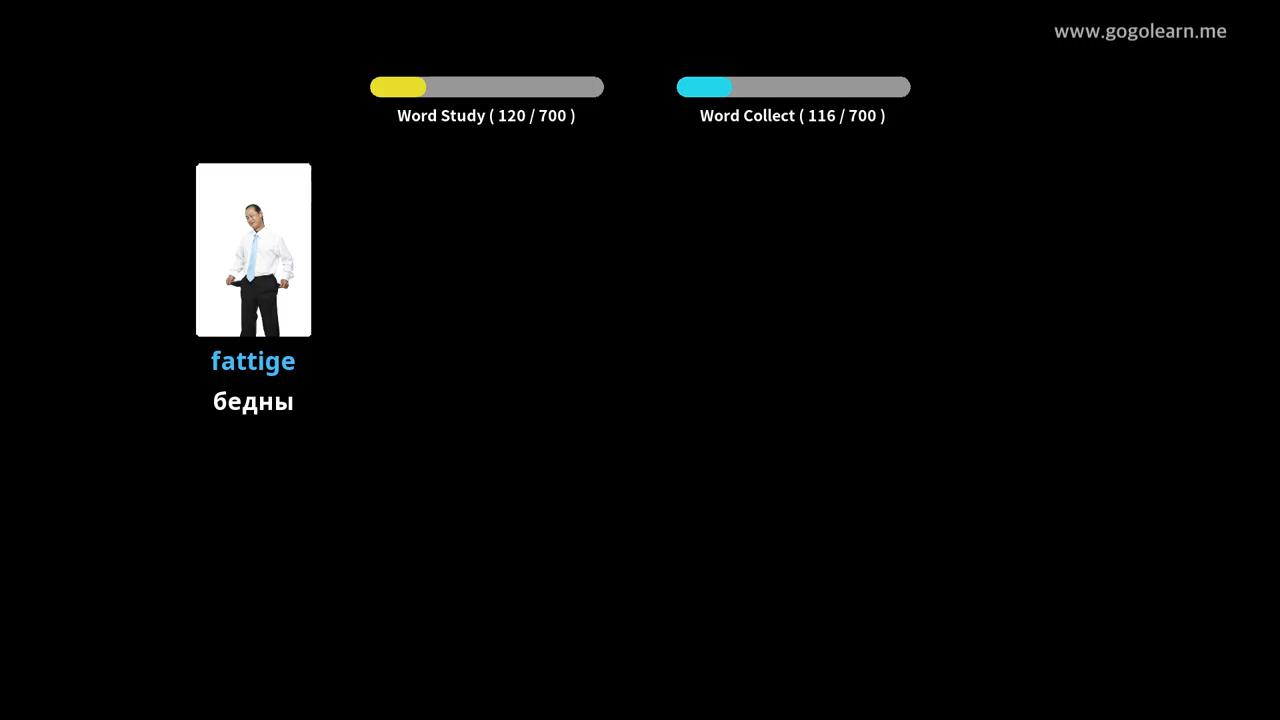 www.gogolearn.me
Word Study ( 120 / 700 )
Word Collect ( 116 / 700 )
fattige
бедны